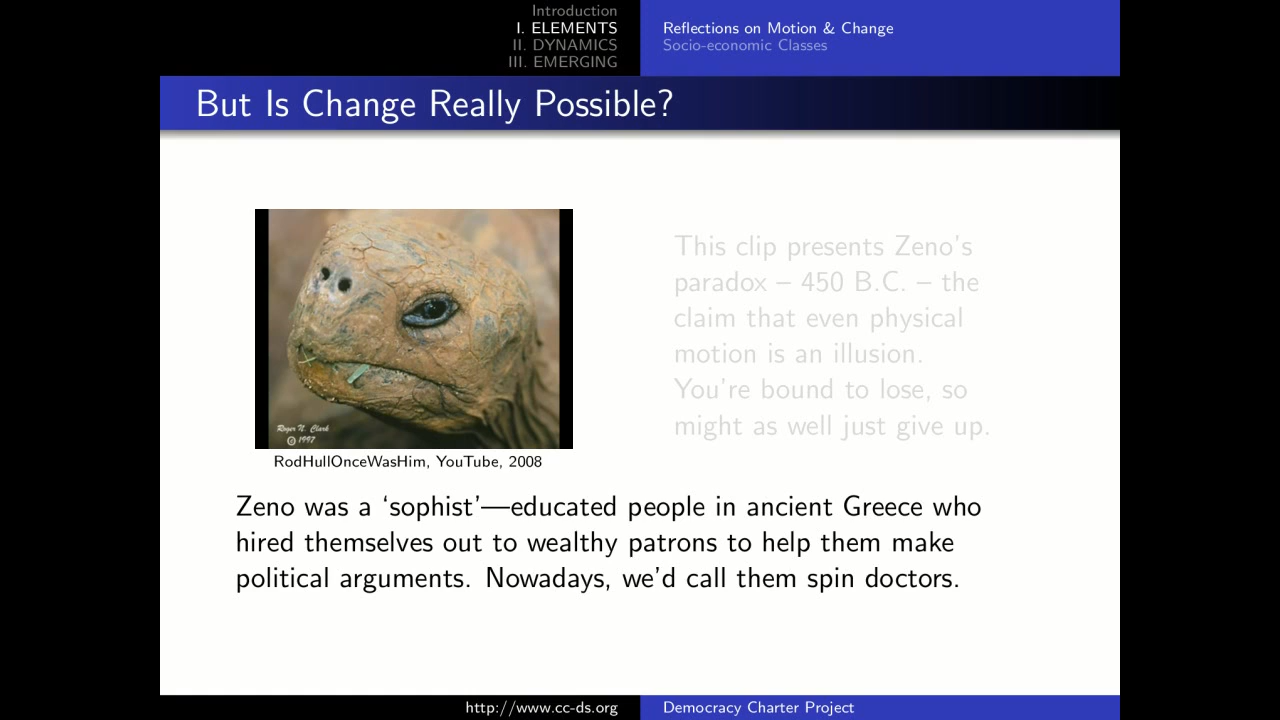 Introduction
I. ELEMENTS
II. DYNAMICS
III. EMERGING
Reflections on Motion & Change
Socio-economic Classes
But Is Change Really Possible?
Roger N. Clark
© 1997
RodHullOnceWasHim, YouTube, 2008
This clip presents Zeno's
paradox – 450 B.C. – the
claim that even physical
motion is an illusion.
You're bound to lose, so
might as well just give up.
Zeno was a ‘sophist’—educated people in ancient Greece who
hired themselves out to wealthy patrons to help them make
political arguments. Nowadays, we'd call them spin doctors.
http://www.cc-ds.org
Democracy Charter Project